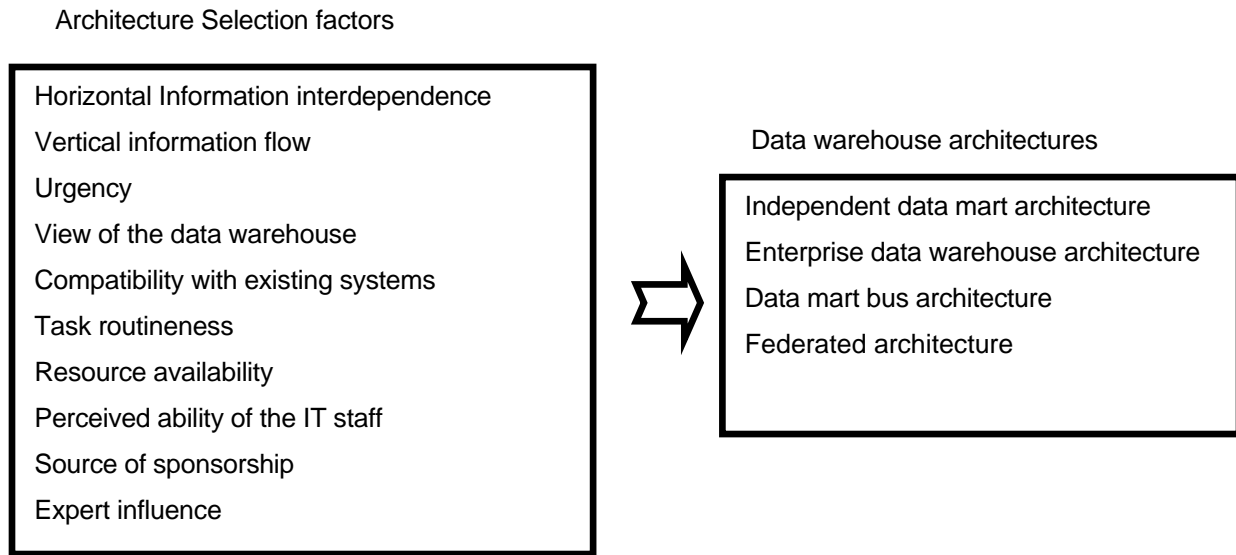 Architecture Selection factors
Horizontal Information interdependence
Vertical information flow
Urgency
View of the data warehouse
Compatibility with existing systems
Task routineness
Resource availability
Perceived ability of the IT staff
Source of sponsorship
Expert influence
Data warehouse architectures
Independent data mart architecture
Enterprise data warehouse architecture
Data mart bus architecture
Federated architecture